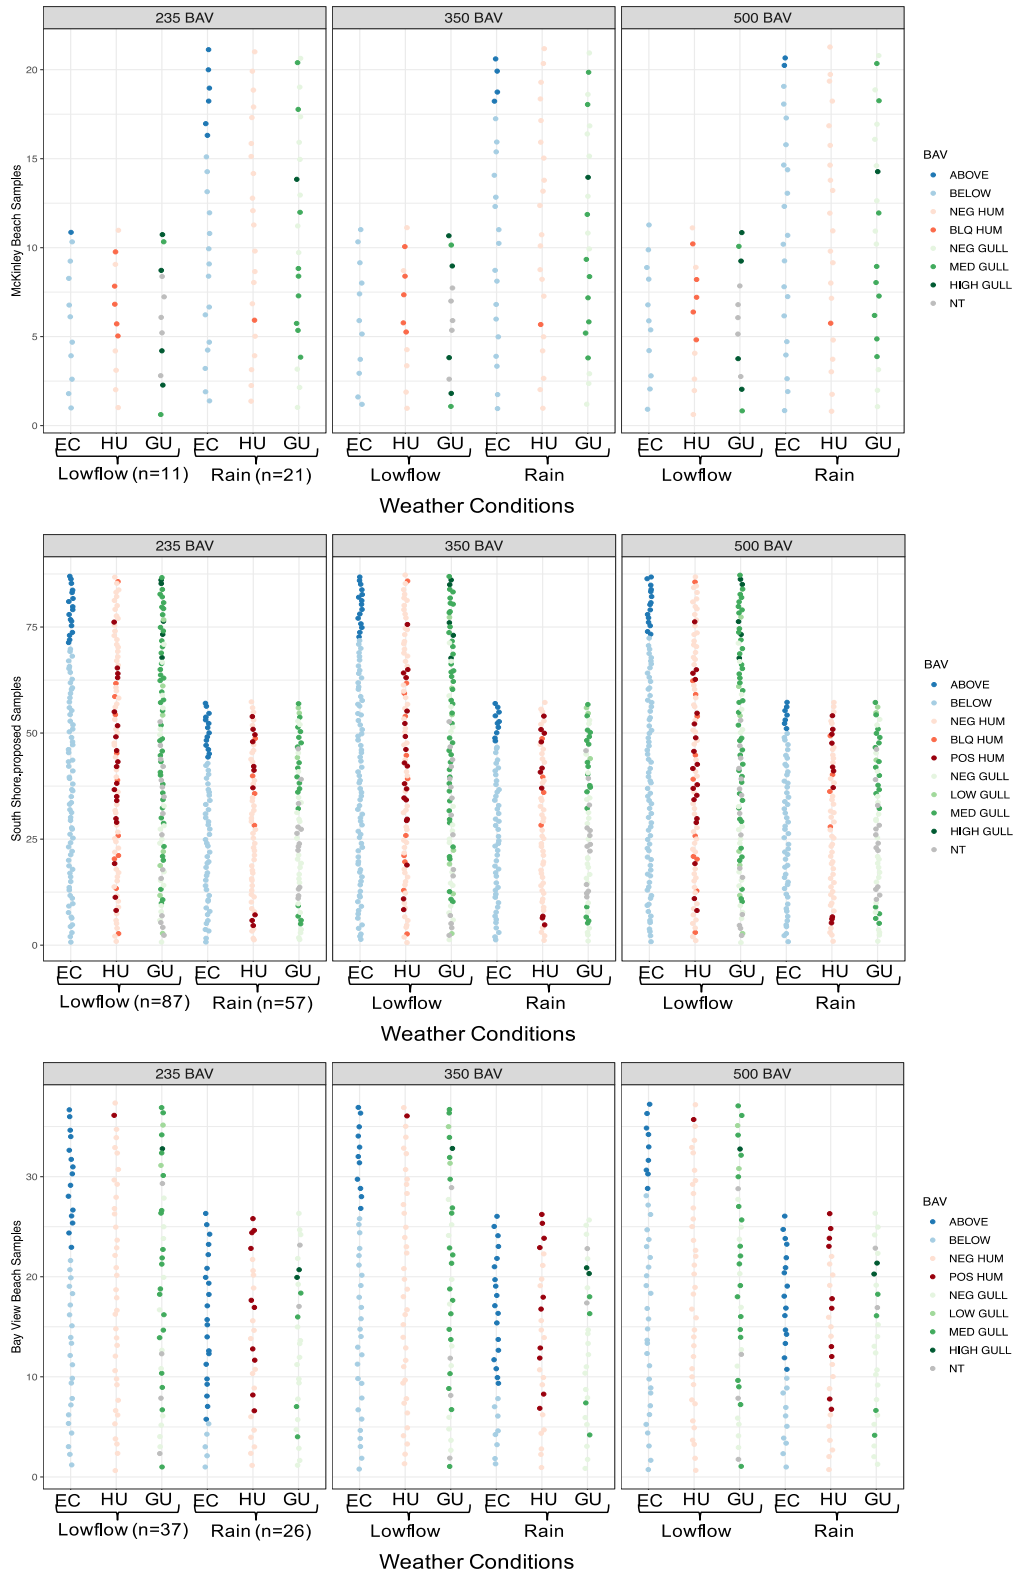 235 BAV 350 BAV 500 BAV
McKinley Beach Samples
20
15
10
5
0
BAV
ABOVE
BELOW
NEG HUM
BLQ HUM
NEG GULL
MED GULL
HIGH GULL
NT
EC HU GU EC HU GU EC HU GU EC HU GU EC HU GU EC HU GU
Lowflow (n=11) Rain (n=21) Lowflow Rain Lowflow Rain
Weather Conditions
235 BAV 350 BAV 500 BAV
South Shore.proposed Samples
75
50
25
0
BAV
ABOVE
BELOW
NEG HUM
BLQ HUM
POS HUM
NEG GULL
LOW GULL
MED GULL
HIGH GULL
NT
EC HU GU EC HU GU EC HU GU EC HU GU EC HU GU EC HU GU
Lowflow (n=87) Rain (n=57) Lowflow Rain Lowflow Rain
Weather Conditions
235 BAV 350 BAV 500 BAV
Bay View Beach Samples
30
20
10
0
BAV
ABOVE
BELOW
NEG HUM
POS HUM
NEG GULL
LOW GULL
MED GULL
HIGH GULL
NT
EC HU GU EC HU GU EC HU GU EC HU GU EC HU GU EC HU GU
Lowflow (n=37) Rain (n=26) Lowflow Rain Lowflow Rain
Weather Conditions